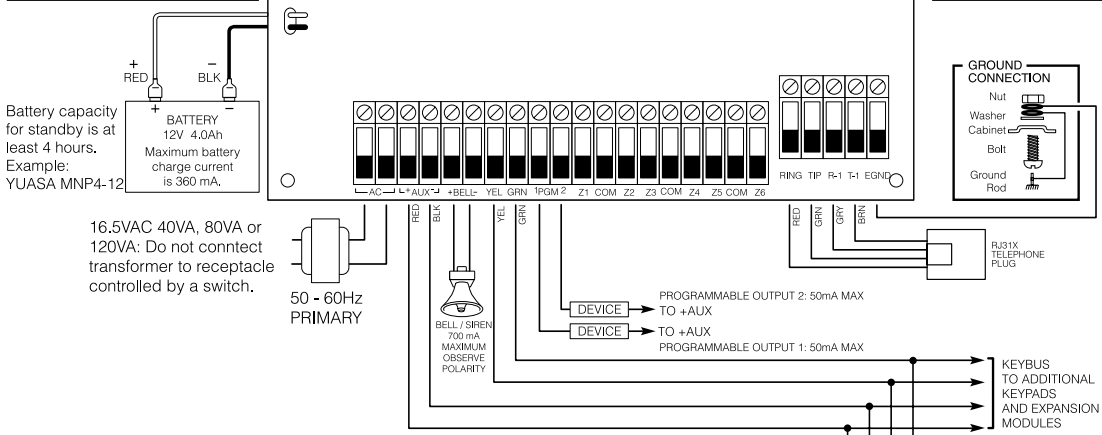 + −
RED BLK
+ −
BATTERY
12V 4.0Ah
Maximum battery
charge current
is 360 mA.
Battery capacity
for standby is at
least 4 hours.
Example:
YUASA MNP4-12
16.5VAC 40VA, 80VA or
120VA: Do not conntect
transformer to receptacle
controlled by a switch.
50 - 60Hz
PRIMARY
AC +AUX- +BELL- YEL GRN 1PGM 2 Z1 COM Z2 Z3 COM Z4 Z5 COM Z6
RED
BLK
YEL
GRN
BELL / SIREN
700 mA
MAXIMUM
OBSERVE
POLARITY
PROGRAMMABLE OUTPUT 2: 50mA MAX
DEVICE TO +AUX
DEVICE TO +AUX
PROGRAMMABLE OUTPUT 1: 50mA MAX
RING TIP R-1 T-1 EGND
RED
GRN
GRY
BRN
RJ31X
TELEPHONE
PLUG
GROUND
CONNECTION
Nut
Washer
Cabinet
Bolt
Ground
Rod
KEYBUS
TO ADDITIONAL
KEYPADS
AND EXPANSION
MODULES